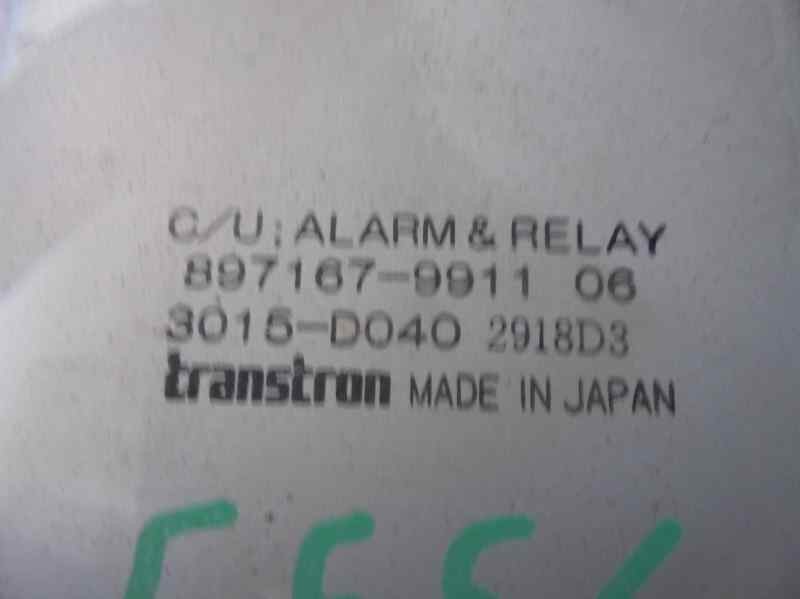 C/U; ALARM & RELAY
897167-9911 06
3015-D040 2918D3
transtron MADE IN JAPAN